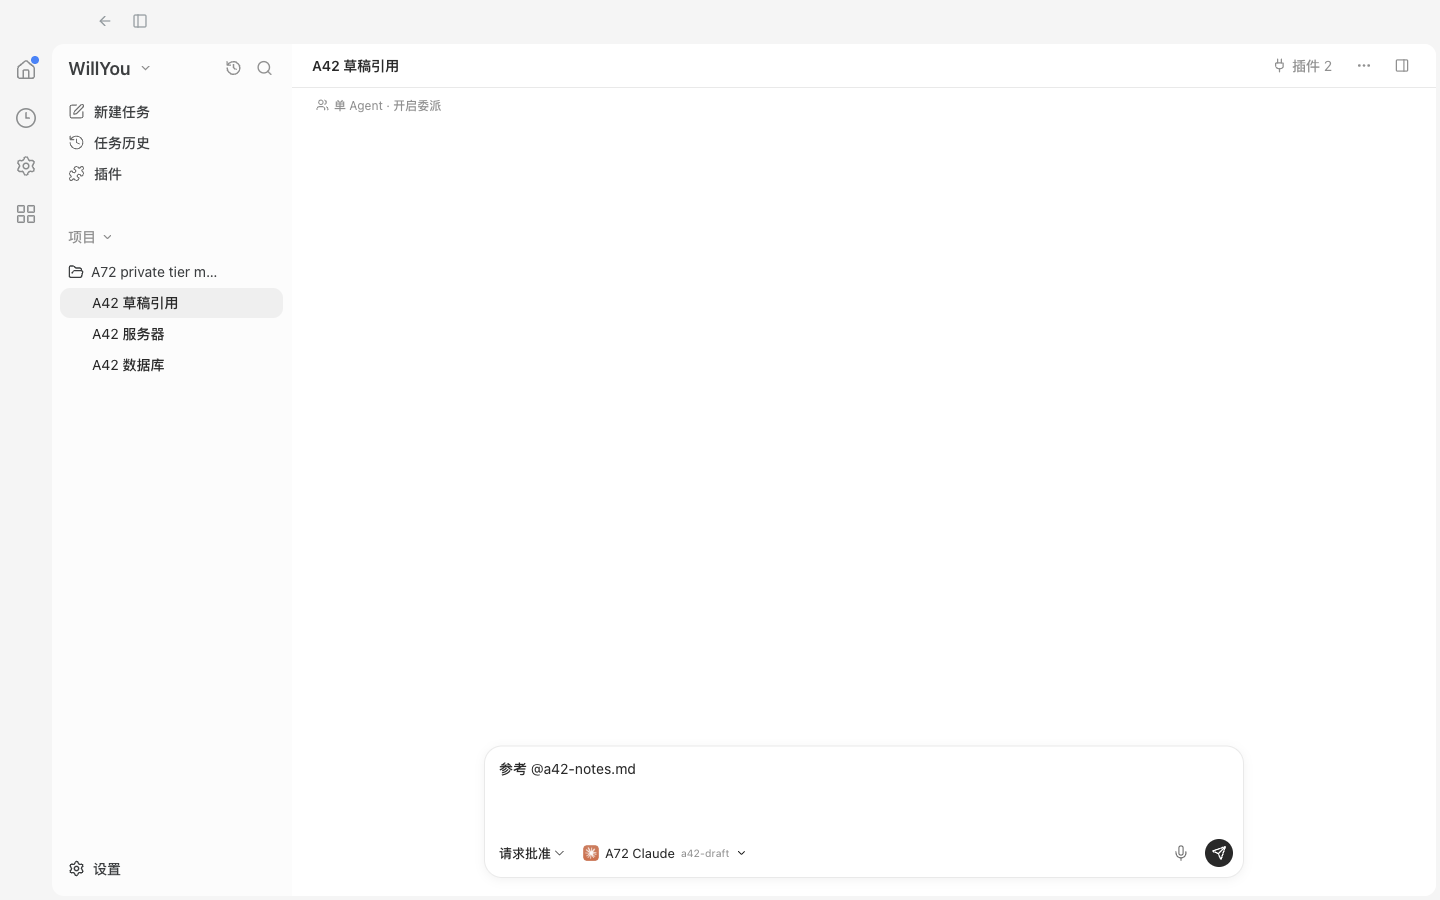 WillYou
新建任务
任务历史
插件
项目
A72 private tier m...
A42 草稿引用
A42 服务器
A42 数据库
设置
A42 草稿引用
插件 2
单 Agent · 开启委派
参考 @a42-notes.md
请求批准
A72 Claude a42-draft